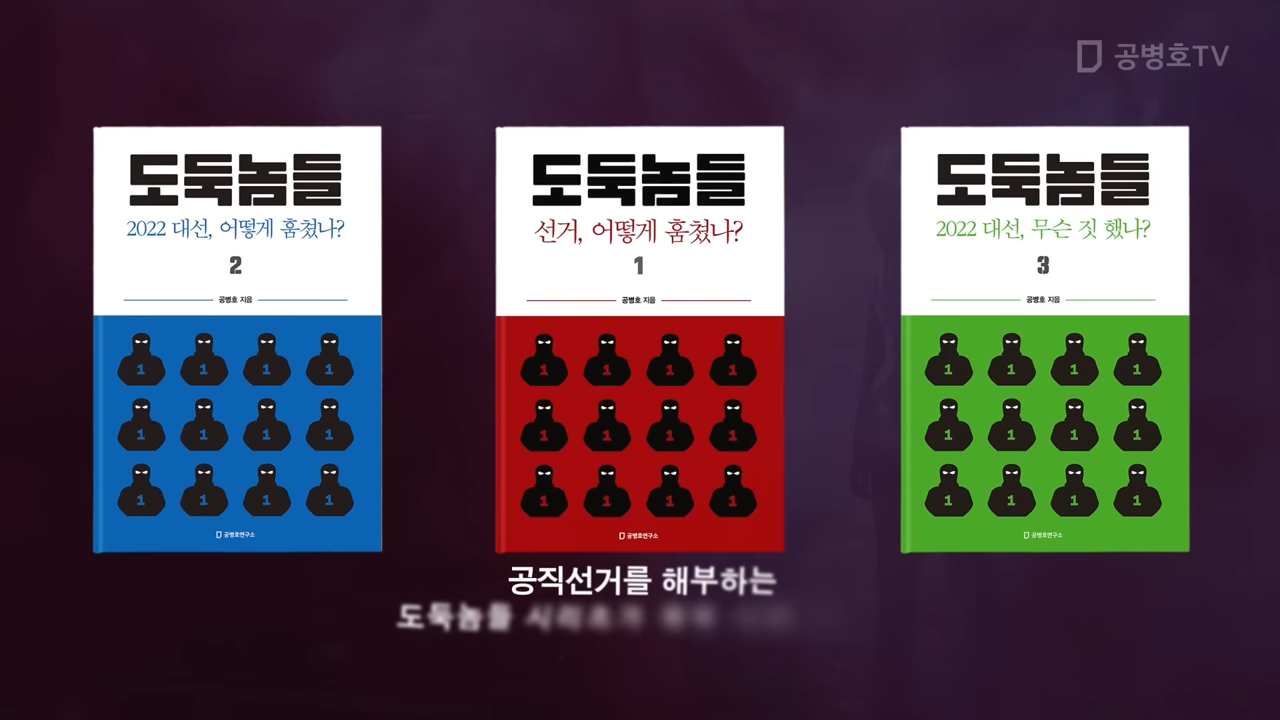 공병호TV
도둑놈들
2022 대선, 어떻게 훔쳤나?
2
공병호 지음
1 1 1 1
1 1 1 1
1 1 1 1
공병호연구소
도둑놈들
선거, 어떻게 훔쳤나?
1
공병호 지음
1 1 1 1
1 1 1 1
1 1 1 1
공병호연구소
도둑놈들
2022 대선, 무슨 짓 했나?
3
공병호 지음
1 1 1 1
1 1 1 1
1 1 1 1
공병호연구소
공직선거를 해부하는
도둑놈들 시리즈가